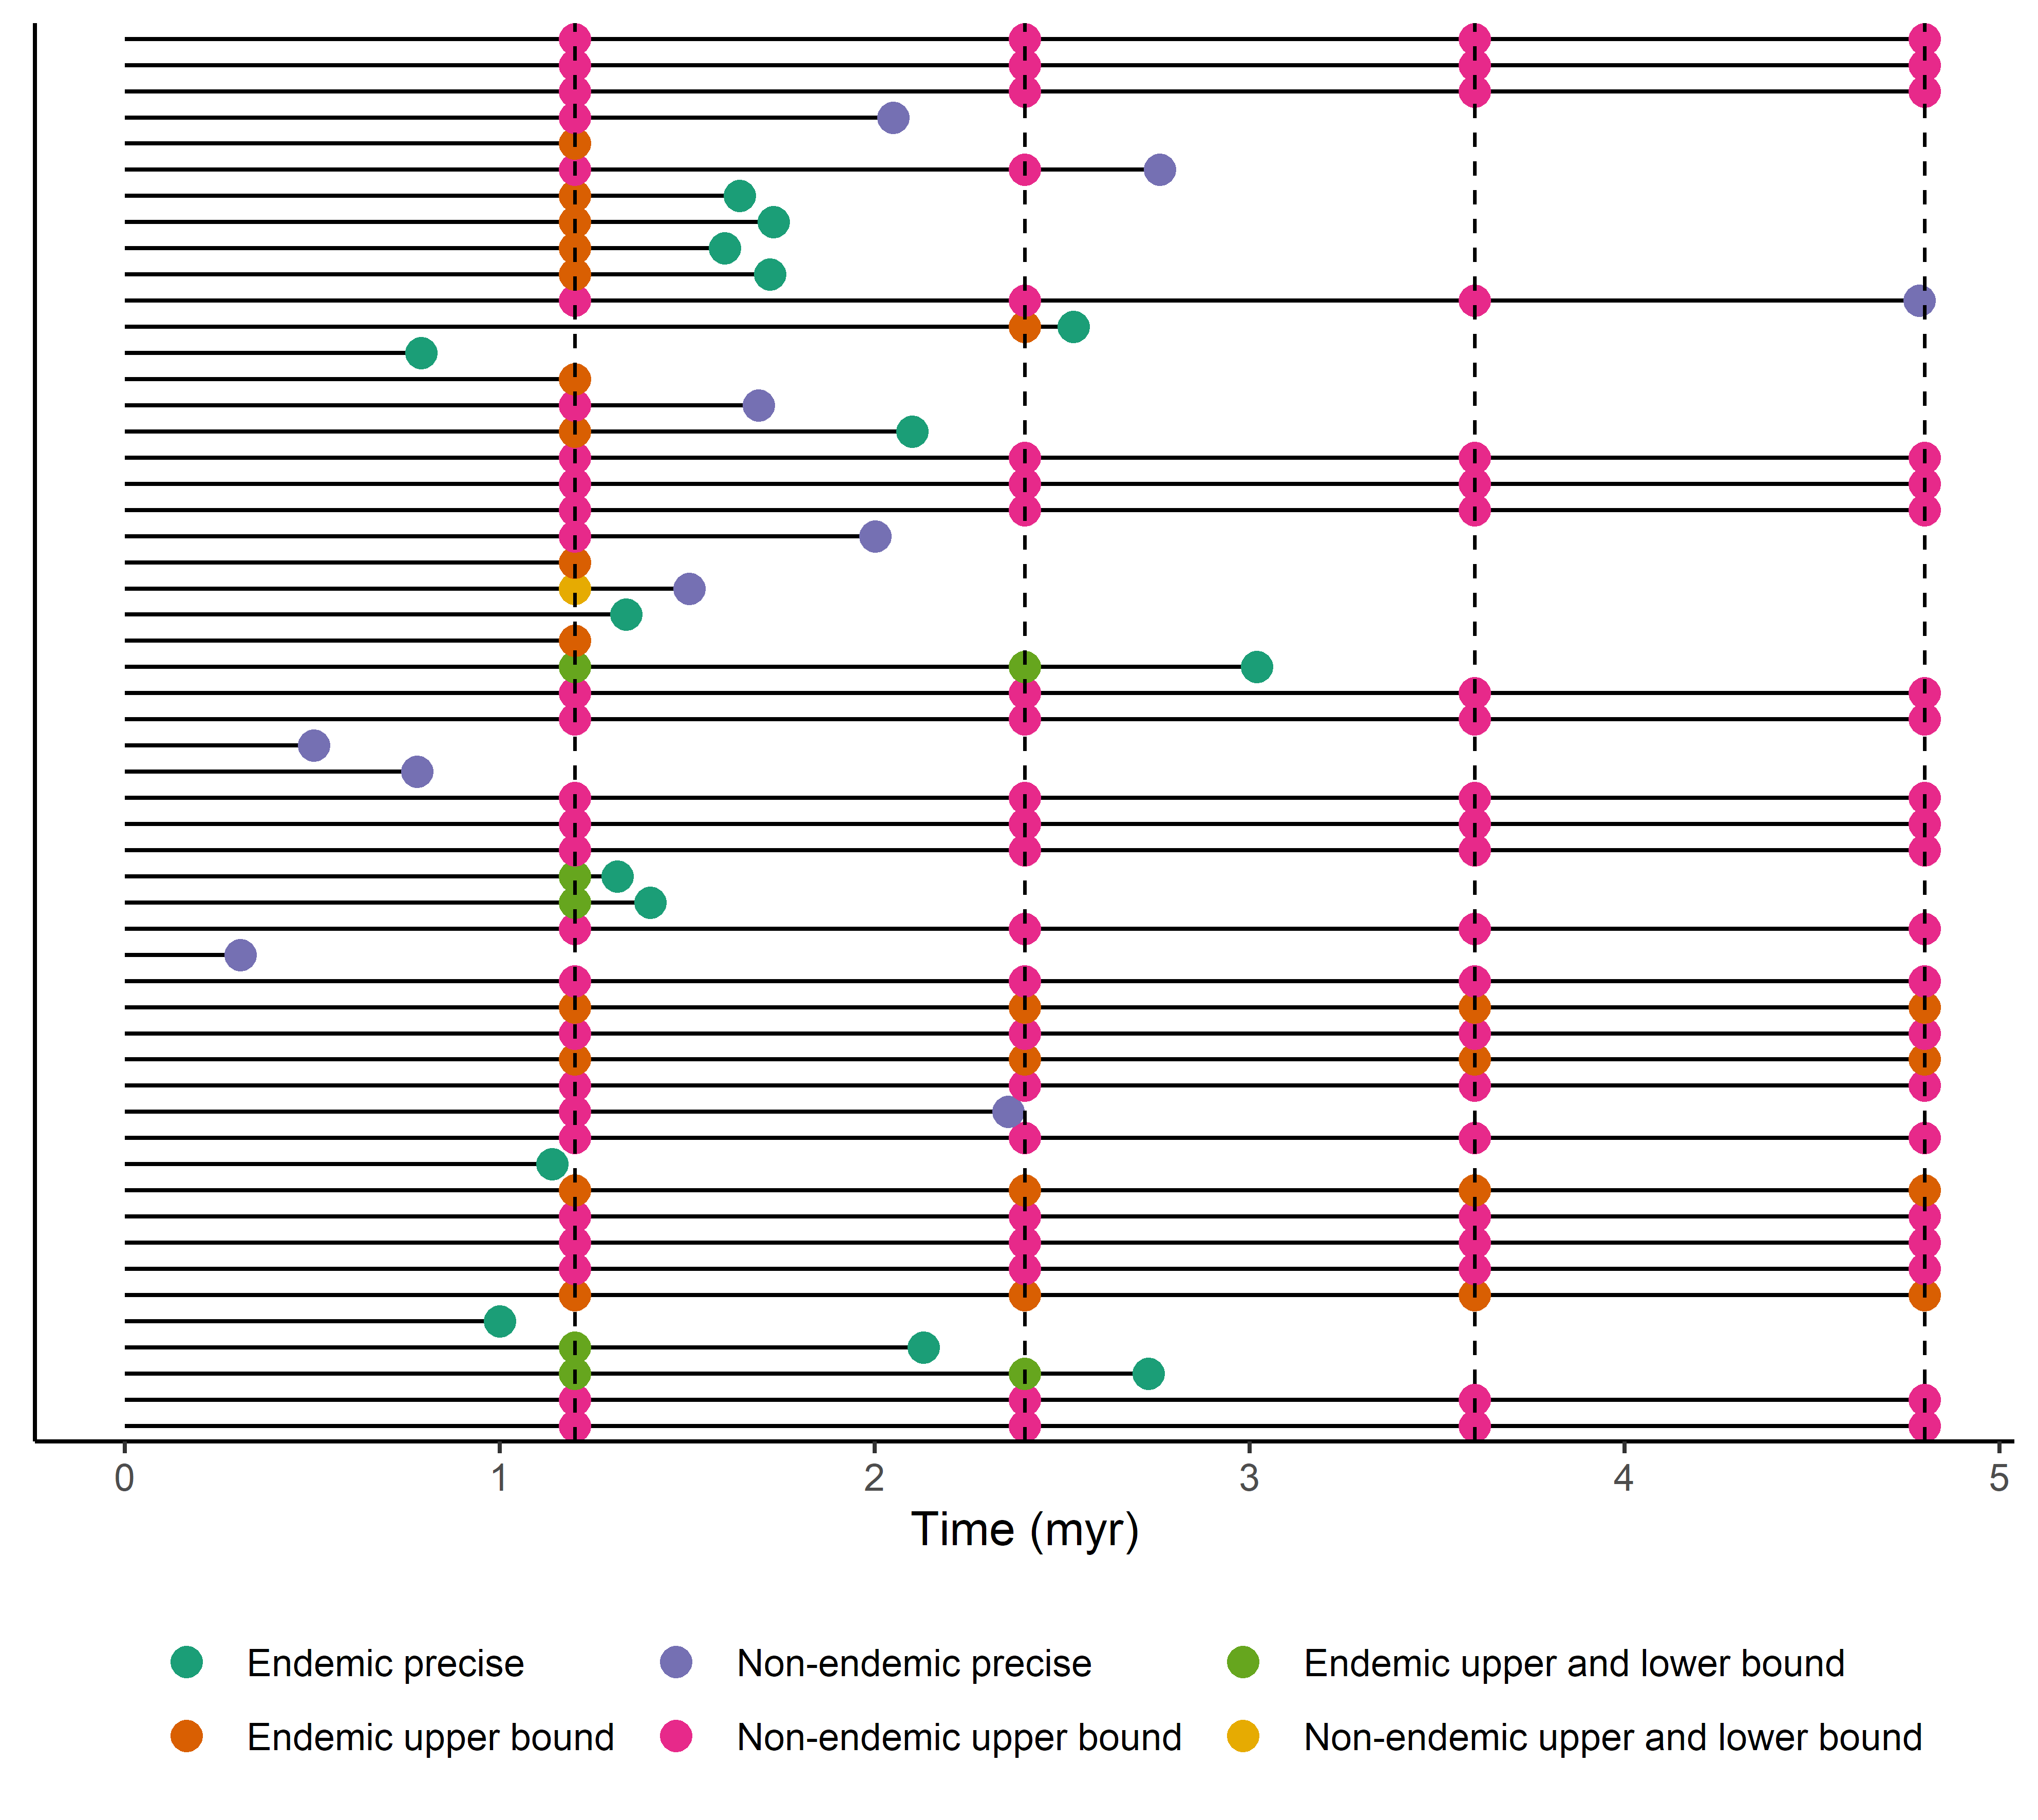 0 1 2 3 4 5
Time (myr)
Endemic precise Non-endemic precise Endemic upper and lower bound
Endemic upper bound Non-endemic upper bound Non-endemic upper and lower bound